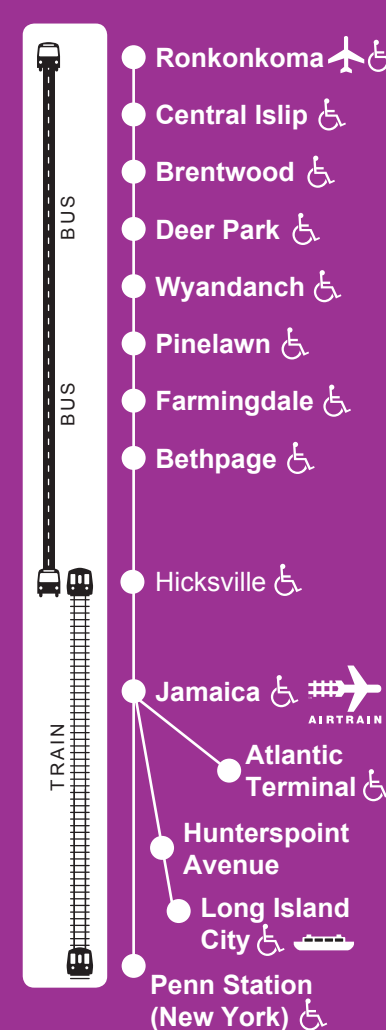 Ronkonkoma
Central Islip
Brentwood
BUS
Deer Park
Wyandanch
Pinelawn
BUS
Farmingdale
Bethpage
Hicksville
Jamaica
AIRTRAIN
TRAIN
Atlantic
Terminal
Hunterspoint
Avenue
Long Island
City
Penn Station
(New York)